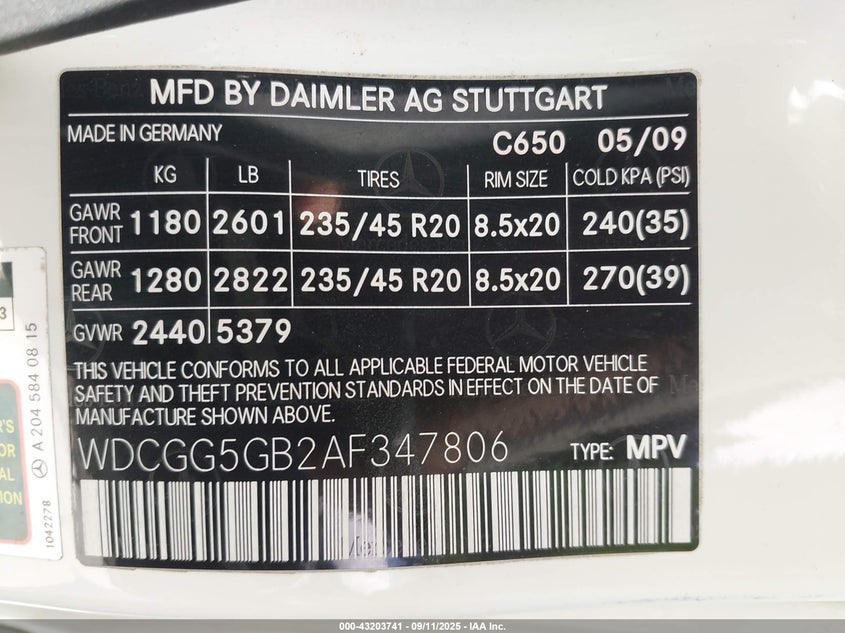 MFD BY DAIMLER AG STUTTGART
MADE IN GERMANY C650 05/09
KG LB TIRES RIM SIZE COLD KPA (PSI)
GAWR FRONT 1180 2601 235/45 R20 8.5x20 240(35)
GAWR REAR 1280 2822 235/45 R20 8.5x20 270(39)
GVWR 2440 5379
THIS VEHICLE CONFORMS TO ALL APPLICABLE FEDERAL MOTOR VEHICLE
SAFETY AND THEFT PREVENTION STANDARDS IN EFFECT ON THE DATE OF
MANUFACTURE SHOWN ABOVE.
WDCGG5GB2AF347806 TYPE: MPV
A 204 584 08 15
1042278
000-43203741 - 09/11/2025 - IAA Inc.